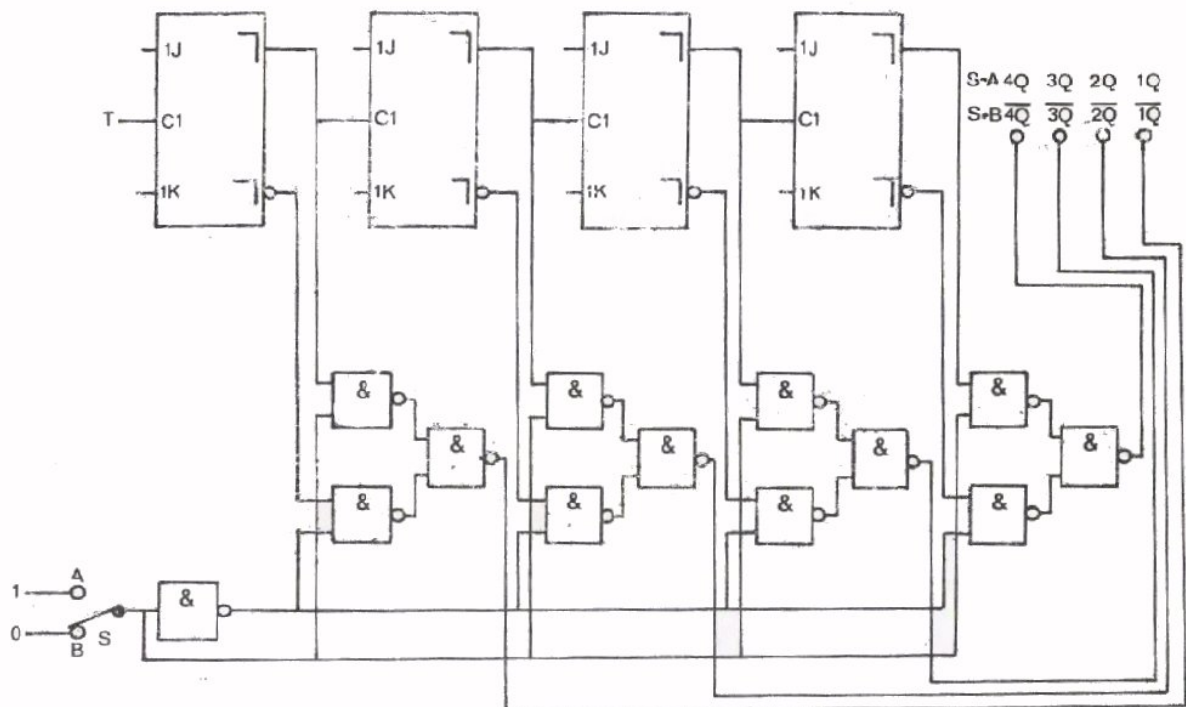 1J 1J 1J 1J
S-A 4Q 3Q 2Q 1Q
S-B 4Q 3Q 2Q 1Q
T C1 C1 C1 C1
1K 1K 1K 1K
& & & &
& & & &
& & & &
1 A
&
0 B S